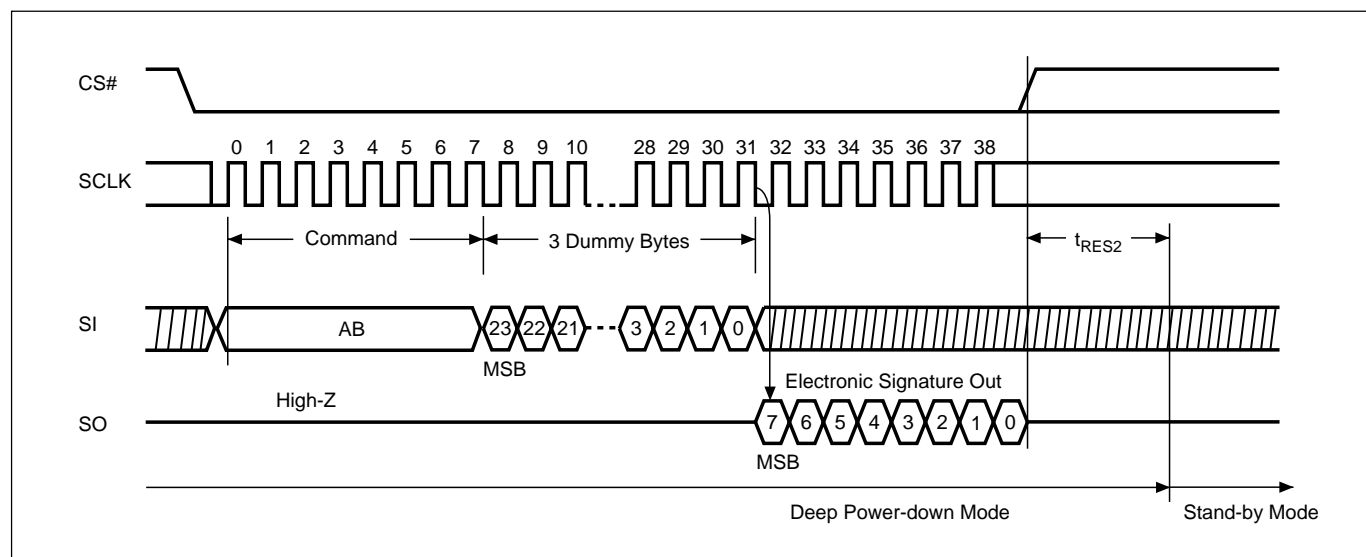 CS#
0 1 2 3 4 5 6 7 8 9 10 28 29 30 31 32 33 34 35 36 37 38
SCLK
Command 3 Dummy Bytes tRES2
SI AB 23 22 21 3 2 1 0
MSB
Electronic Signature Out
High-Z
SO 7 6 5 4 3 2 1 0
MSB
Deep Power-down Mode Stand-by Mode